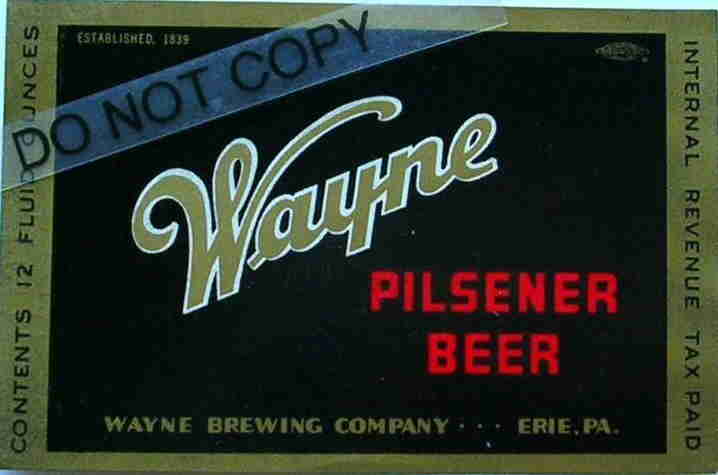 ESTABLISHED, 1839
DO NOT COPY
Wayne
PILSENER
BEER
WAYNE BREWING COMPANY · · · ERIE, PA.
CONTENTS 12 FLUID OUNCES
INTERNAL REVENUE TAX PAID